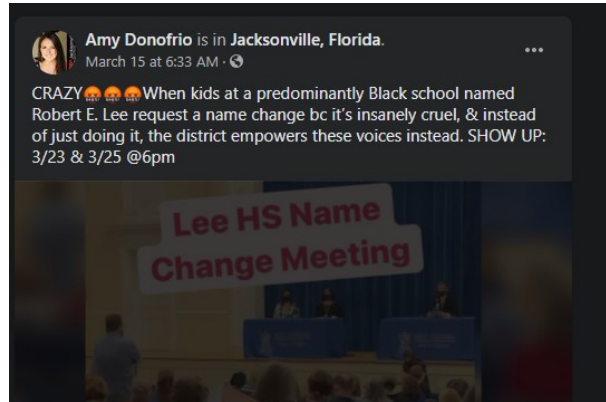 Amy Donofrio is in Jacksonville, Florida.
March 15 at 6:33 AM ·
CRAZY🤬🤬🤬When kids at a predominantly Black school named
Robert E. Lee request a name change bc it's insanely cruel, & instead
of just doing it, the district empowers these voices instead. SHOW UP:
3/23 & 3/25 @6pm
Lee HS Name
Change Meeting